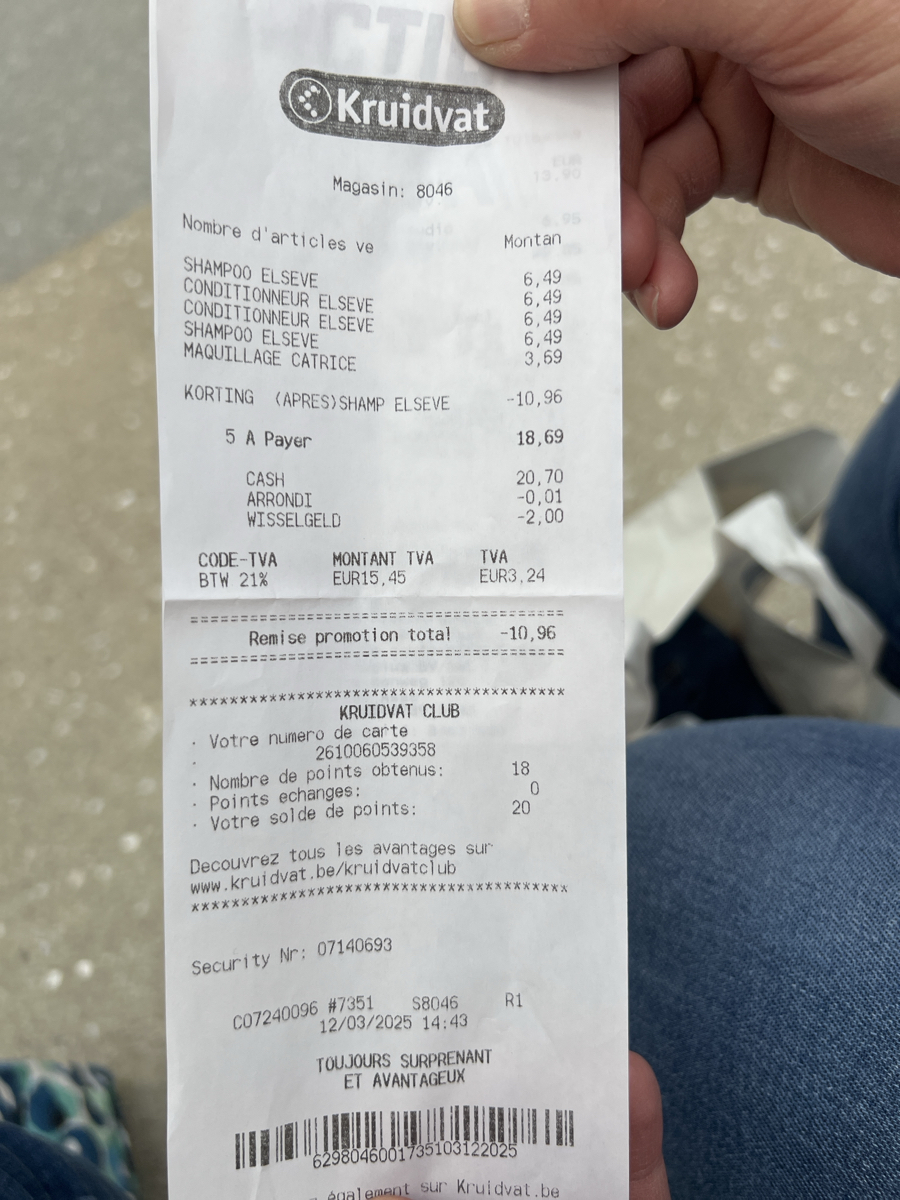 Kruidvat
Magasin: 8046
Nombre d'articles ve Montan
SHAMPOO ELSEVE 6,49
CONDITIONNEUR ELSEVE 6,49
CONDITIONNEUR ELSEVE 6,49
SHAMPOO ELSEVE 6,49
MAQUILLAGE CATRICE 3,69
KORTING (APRES)SHAMP ELSEVE -10,96
5 A Payer 18,69
CASH 20,70
ARRONDI -0,01
WISSELGELD -2,00
CODE-TVA MONTANT TVA TVA
BTW 21% EUR15,45 EUR3,24
=====================================
Remise promotion total -10,96
=====================================
*************************************
KRUIDVAT CLUB
· Votre numero de carte
· 2610060539358
· Nombre de points obtenus: 18
· Points echanges: 0
· Votre solde de points: 20
Decouvrez tous les avantages sur
www.kruidvat.be/kruidvatclub
*************************************
Security Nr: 07140693
C07240096 #7351 S8046 R1
12/03/2025 14:43
TOUJOURS SURPRENANT
ET AVANTAGEUX
6298046001735103122025
également sur Kruidvat.be